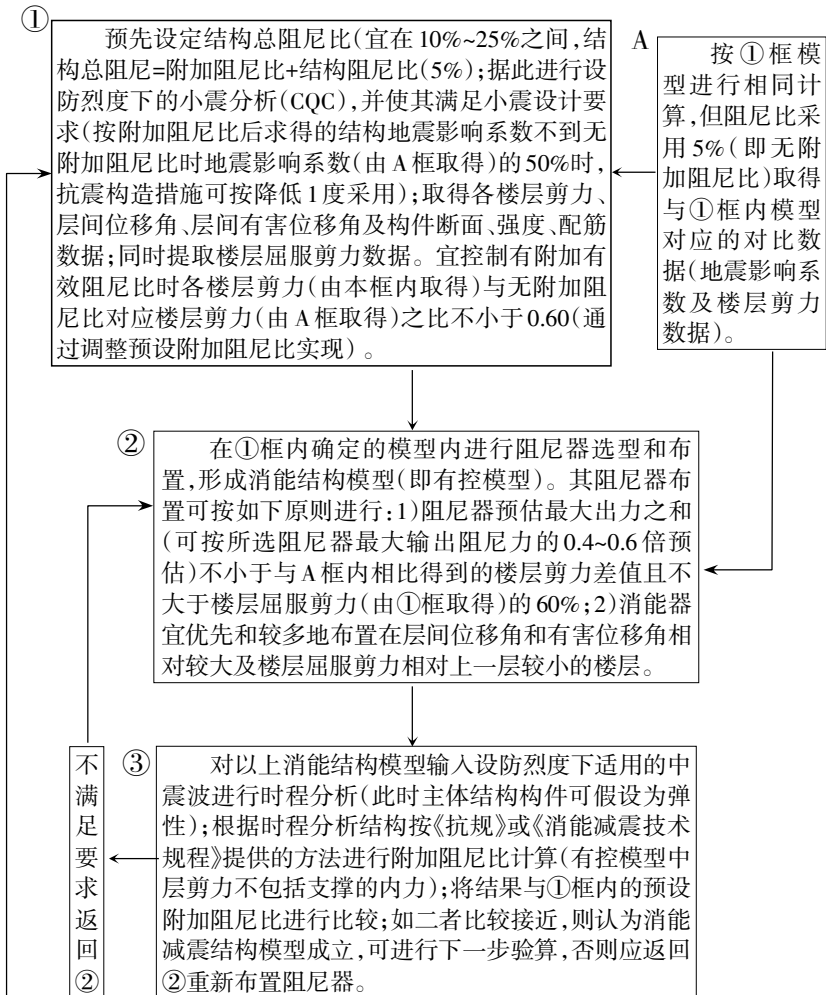 ①
预先设定结构总阻尼比(宜在10%~25%之间,结
构总阻尼=附加阻尼比+结构阻尼比(5%);据此进行设
防烈度下的小震分析(CQC),并使其满足小震设计要
求(按附加阻尼比后求得的结构地震影响系数不到无
附加阻尼比时地震影响系数(由A框取得)的50%时,
抗震构造措施可按降低1度采用);取得各楼层剪力、
层间位移角、层间有害位移角及构件断面、强度、配筋
数据;同时提取楼层屈服剪力数据。宜控制有附加有
效阻尼比时各楼层剪力(由本框内取得)与无附加阻
尼比对应楼层剪力(由A框取得)之比不小于0.60(通
过调整预设附加阻尼比实现)。
A
按①框模
型进行相同计
算,但阻尼比采
用5%(即无附
加阻尼比)取得
与①框内模型
对应的对比数
据(地震影响系
数及楼层剪力
数据)。
②
在①框内确定的模型内进行阻尼器选型和布
置,形成消能结构模型(即有控模型)。其阻尼器布
置可按如下原则进行:1)阻尼器预估最大出力之和
(可按所选阻尼器最大输出阻尼力的0.4~0.6倍预
估)不小于与A框内相比得到的楼层剪力差值且不
大于楼层屈服剪力(由①框取得)的60%;2)消能器
宜优先和较多地布置在层间位移角和有害位移角相
对较大及楼层屈服剪力相对上一层较小的楼层。
③
对以上消能结构模型输入设防烈度下适用的中
震波进行时程分析(此时主体结构构件可假设为弹
性);根据时程分析结构按《抗规》或《消能减震技术
规程》提供的方法进行附加阻尼比计算(有控模型中
层剪力不包括支撑的内力);将结果与①框内的预设
附加阻尼比进行比较;如二者比较接近,则认为消能
减震结构模型成立,可进行下一步验算,否则应返回
②重新布置阻尼器。
不
满
足
要
求
返
回
②